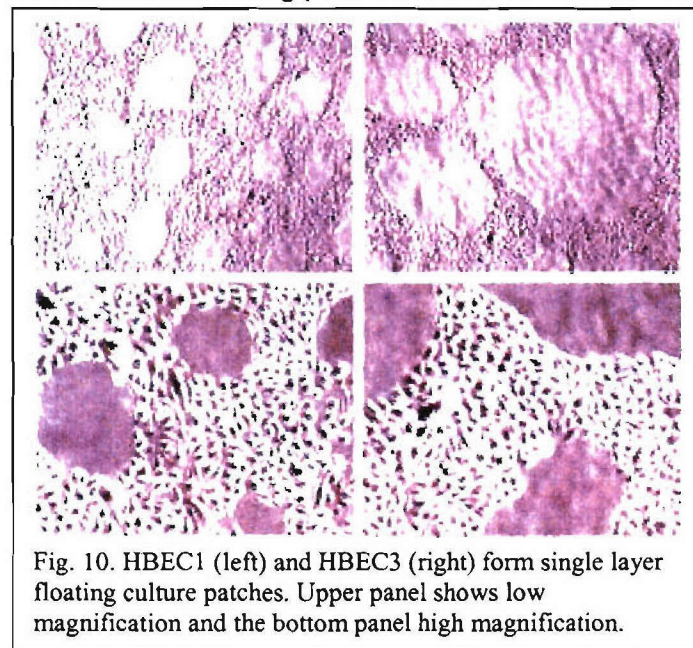 Fig. 10. HBEC1 (left) and HBEC3 (right) form single layer
floating culture patches. Upper panel shows low
magnification and the bottom panel high magnification.